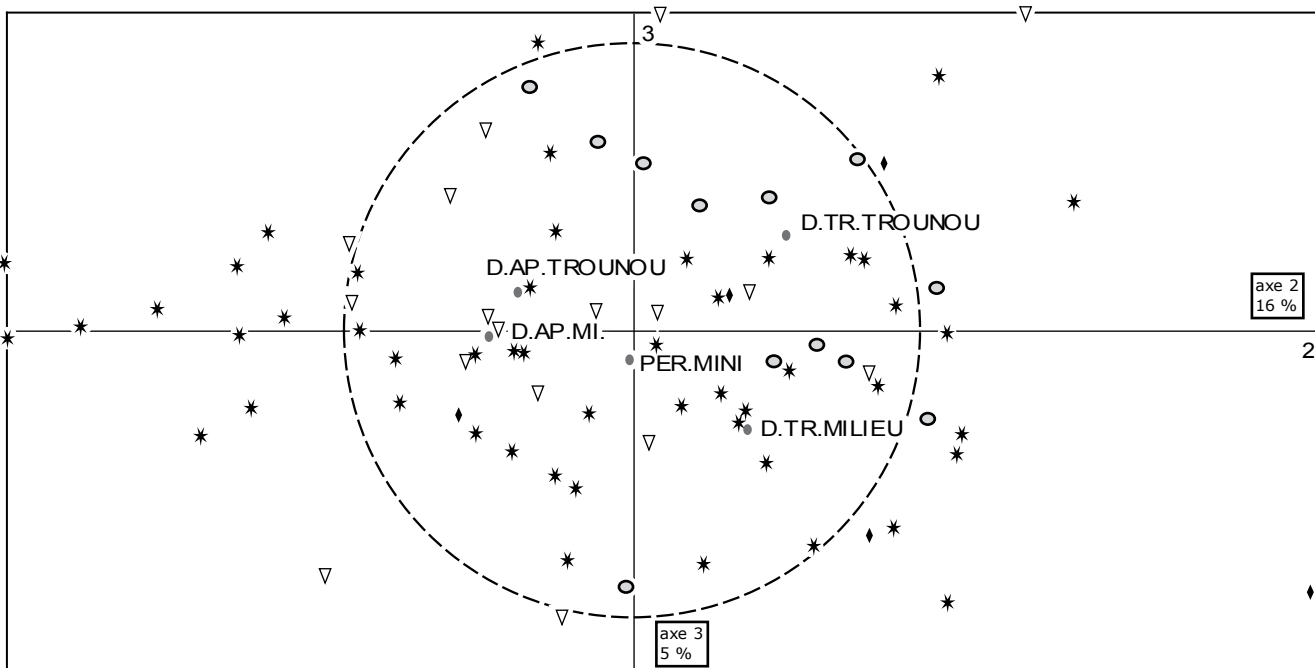 3
D.TR.TROUNOU
D.AP.TROUNOU
axe 2
16 %
D.AP.MI.
2
PER.MINI
D.TR.MILIEU
axe 3
5 %